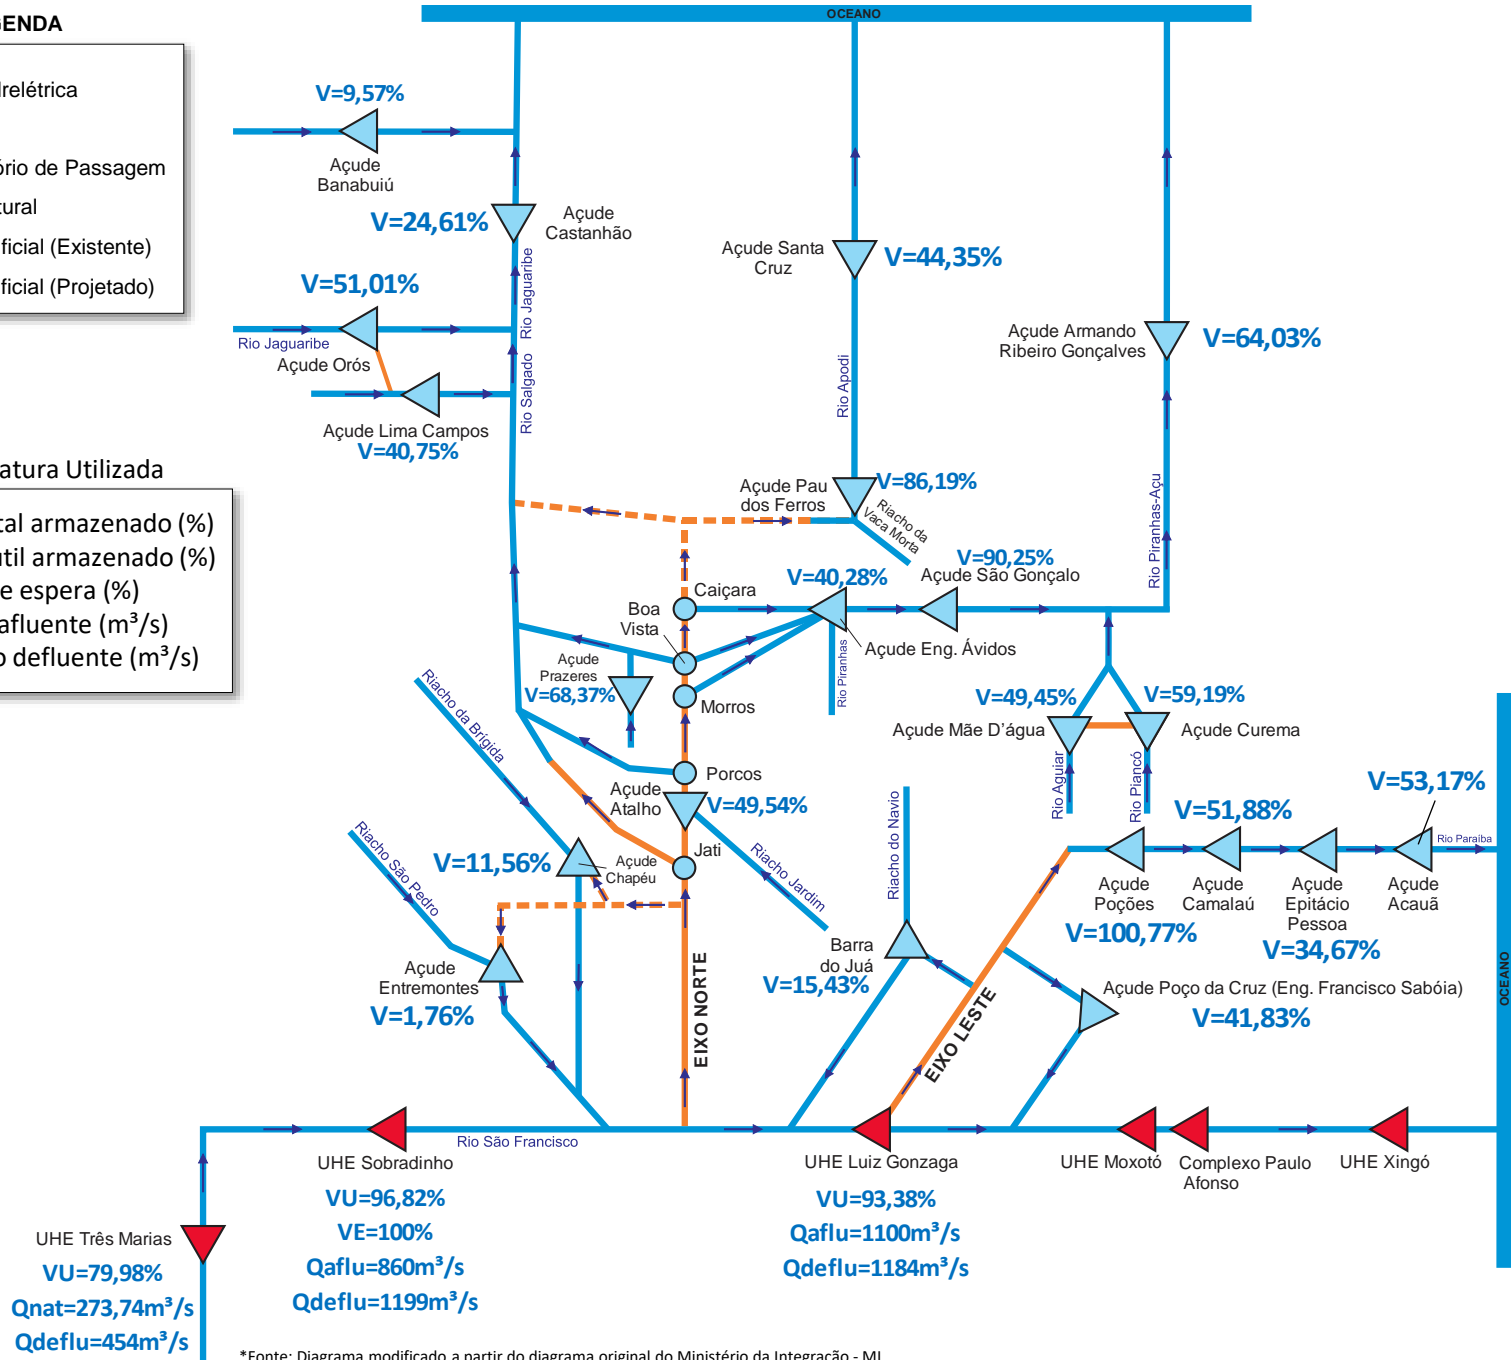 OCEANO
GENDA
drelétrica
ório de Passagem
tural
ficial (Existente)
ficial (Projetado)
V=9,57%
Açude
Banabuiú
V=24,61%
Açude
Castanhão
V=51,01%
Rio Jaguaribe
Rio Jaguaribe
Açude Orós
Rio Salgado
Açude Lima Campos
V=40,75%
Açude Santa
Cruz
V=44,35%
Rio Apodi
Açude Armando
Ribeiro Gonçalves
V=64,03%
Rio Piranhas-Açu
atura Utilizada
tal armazenado (%)
útil armazenado (%)
e espera (%)
afluente (m³/s)
o defluente (m³/s)
Açude Pau
dos Ferros
V=86,19%
Riacho da
Vaca Morta
V=90,25%
Açude São Gonçalo
V=40,28%
Caiçara
Boa
Vista
Açude Eng. Ávidos
Rio Piranhas
Açude
Prazeres
V=68,37%
Morros
V=49,45%
V=59,19%
Açude Mãe D'água
Açude Curema
Rio Aguiar
Rio Piancó
Riacho da Brigida
Porcos
Açude
Atalho
V=49,54%
Jati
V=11,56%
Açude
Chapéu
Riacho São Pedro
Riacho Jardim
Riacho do Navio
V=53,17%
V=51,88%
Rio Paraiba
Açude
Poções
Açude
Camalaú
Açude
Epitácio
Pessoa
Açude
Acauã
V=100,77%
V=34,67%
Barra
do Juá
V=15,43%
Açude
Entremontes
V=1,76%
EIXO NORTE
EIXO LESTE
Açude Poço da Cruz (Eng. Francisco Sabóia)
V=41,83%
OCEANO
Rio São Francisco
UHE Sobradinho
VU=96,82%
VE=100%
Qaflu=860m³/s
Qdeflu=1199m³/s
UHE Luiz Gonzaga
VU=93,38%
Qaflu=1100m³/s
Qdeflu=1184m³/s
UHE Moxotó
Complexo Paulo
Afonso
UHE Xingó
UHE Três Marias
VU=79,98%
Qnat=273,74m³/s
Qdeflu=454m³/s
*Fonte: Diagrama modificado a partir do diagrama original do Ministério da Integração - MI